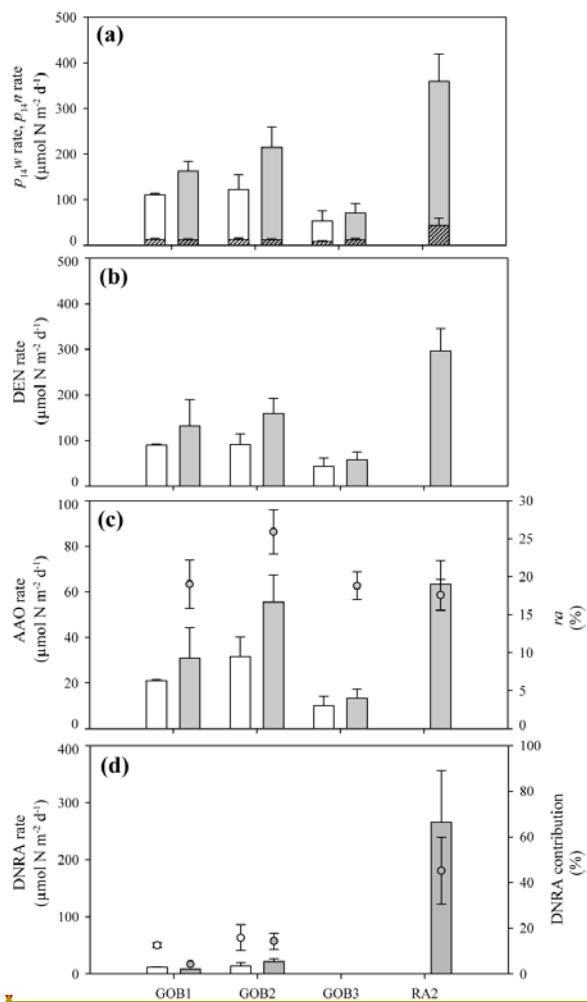 (a)
500
400
300
200
100
0
p₁₄w rate, p₁₄n rate
(μmol N m⁻² d⁻¹)
(b)
500
400
300
200
100
0
DEN rate
(μmol N m⁻² d⁻¹)
(c)
100
80
60
40
20
0
AAO rate
(μmol N m⁻² d⁻¹)
30
25
20
15
10
5
0
ra
(%)
(d)
400
300
200
100
0
DNRA rate
(μmol N m⁻² d⁻¹)
100
80
60
40
20
0
DNRA contribution
(%)
GOB1 GOB2 GOB3 RA2